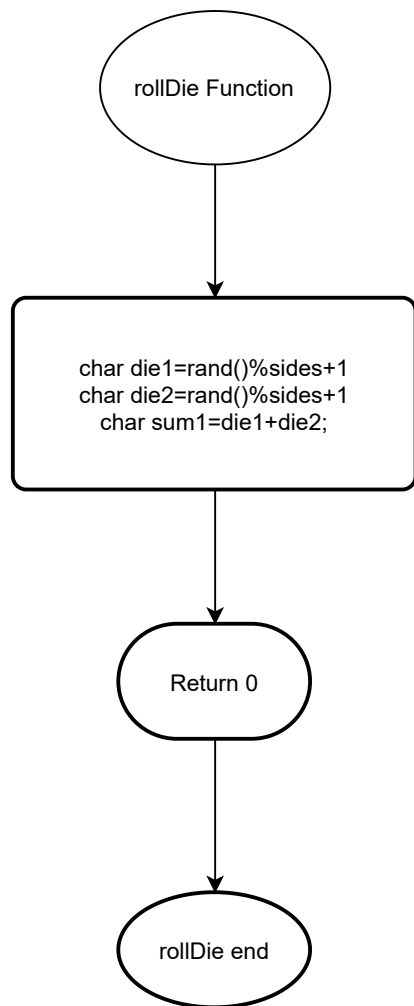 rollDie Function
char die1=rand()%sides+1
char die2=rand()%sides+1
char sum1=die1+die2;
Return 0
rollDie end